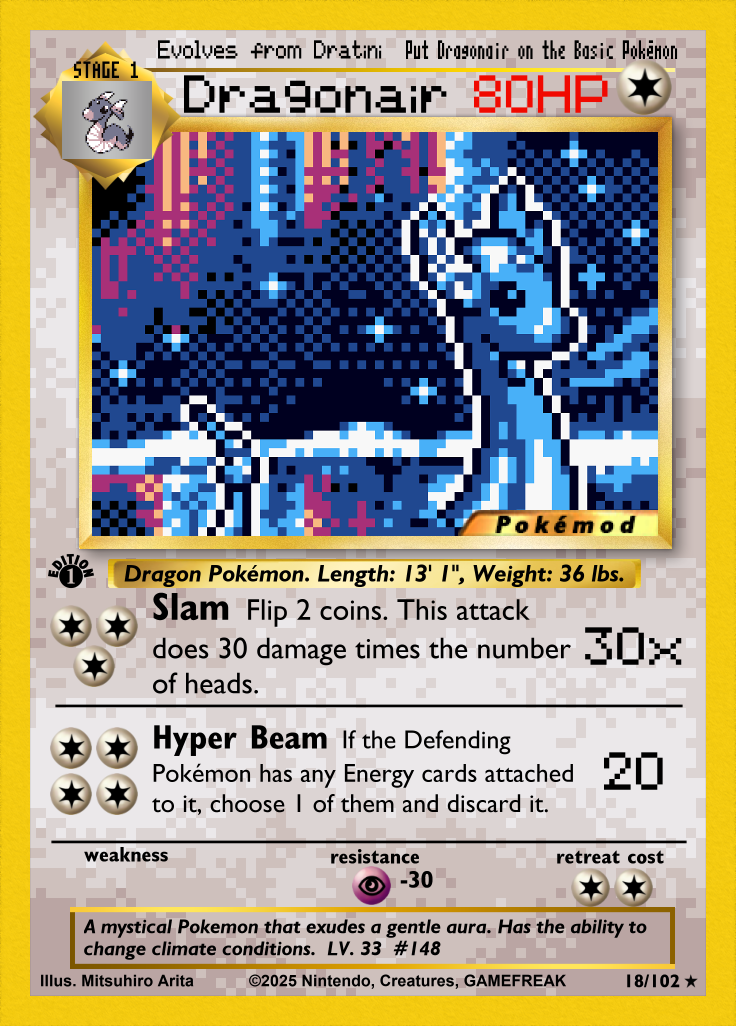 Evolves from Dratini Put Dragonair on the Basic Pokémon
STAGE 1
Dragonair 80HP
Pokémod
EDITION
1
Dragon Pokémon. Length: 13' 1", Weight: 36 lbs.
Slam Flip 2 coins. This attack
does 30 damage times the number
of heads.
30x
Hyper Beam If the Defending
Pokémon has any Energy cards attached
to it, choose 1 of them and discard it.
20
weakness resistance retreat cost
-30
A mystical Pokemon that exudes a gentle aura. Has the ability to
change climate conditions. LV. 33 #148
Illus. Mitsuhiro Arita ©2025 Nintendo, Creatures, GAMEFREAK 18/102 ★